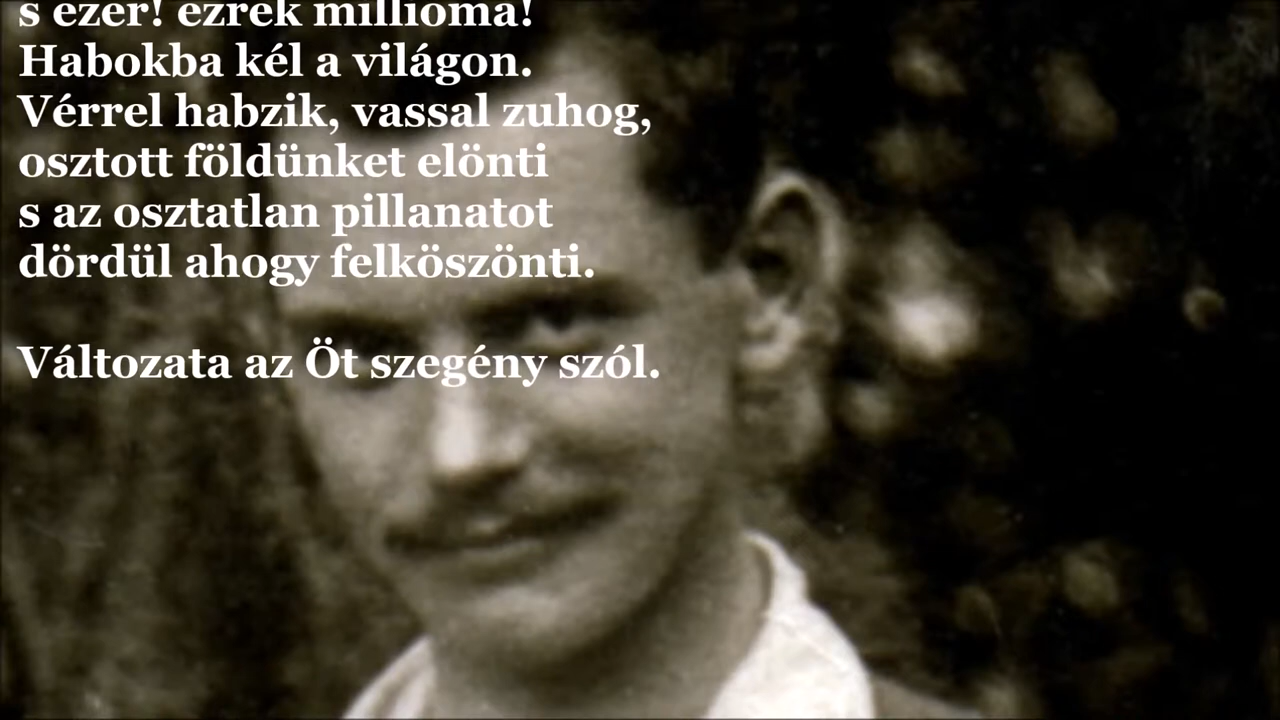 s ezer! ezrek millioma!
Habokba kél a világon.
Vérrel habzik, vassal zuhog,
osztott földünket elönti
s az osztatlan pillanatot
dördül ahogy felköszönti.
Változata az Öt szegény szól.